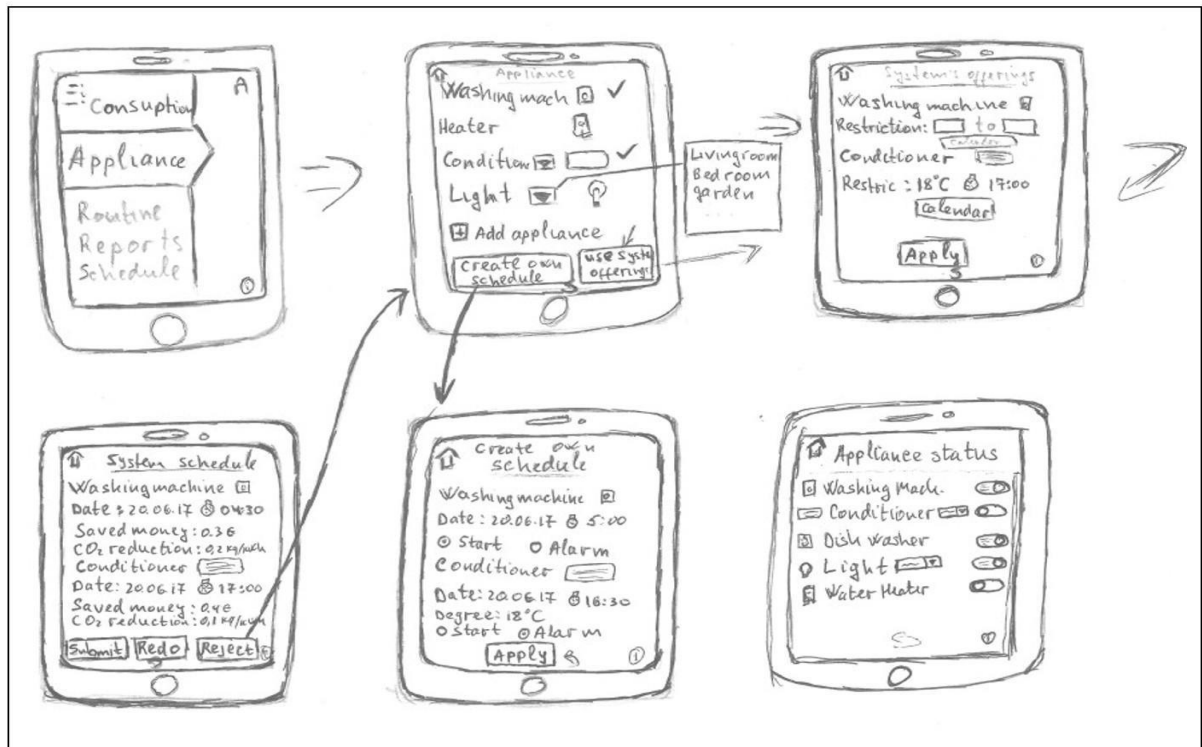 Consuption
A
Appliance
Routine
Reports
Schedule
Appliance
Washing mach
Heater
Condition
Light
Add appliance
Create own
schedule
use syste
offering
Livingroom
Bedroom
garden
System's offerings
Washing machine
Restriction: to
Calendar
Conditioner
Restric : 18°C 17:00
Calendar
Apply
System schedule
Washing machine
Date : 20.06.17 04:30
Saved money : 0.3€
CO₂ reduction : 0,2 kg/kWh
Conditioner
Date: 20.06.17 17:00
Saved money : 0.4€
CO₂ reduction : 0,1 kg/kWh
Submit Redo Reject
Create own
schedule
Washing machine
Date: 20.06.17 5:00
Start Alarm
Conditioner
Date: 20.06.17 16:30
Degree: 18°C
Start Alarm
Apply
Appliance status
Washing Mach.
Conditioner
Dish washer
Light
Water Heater